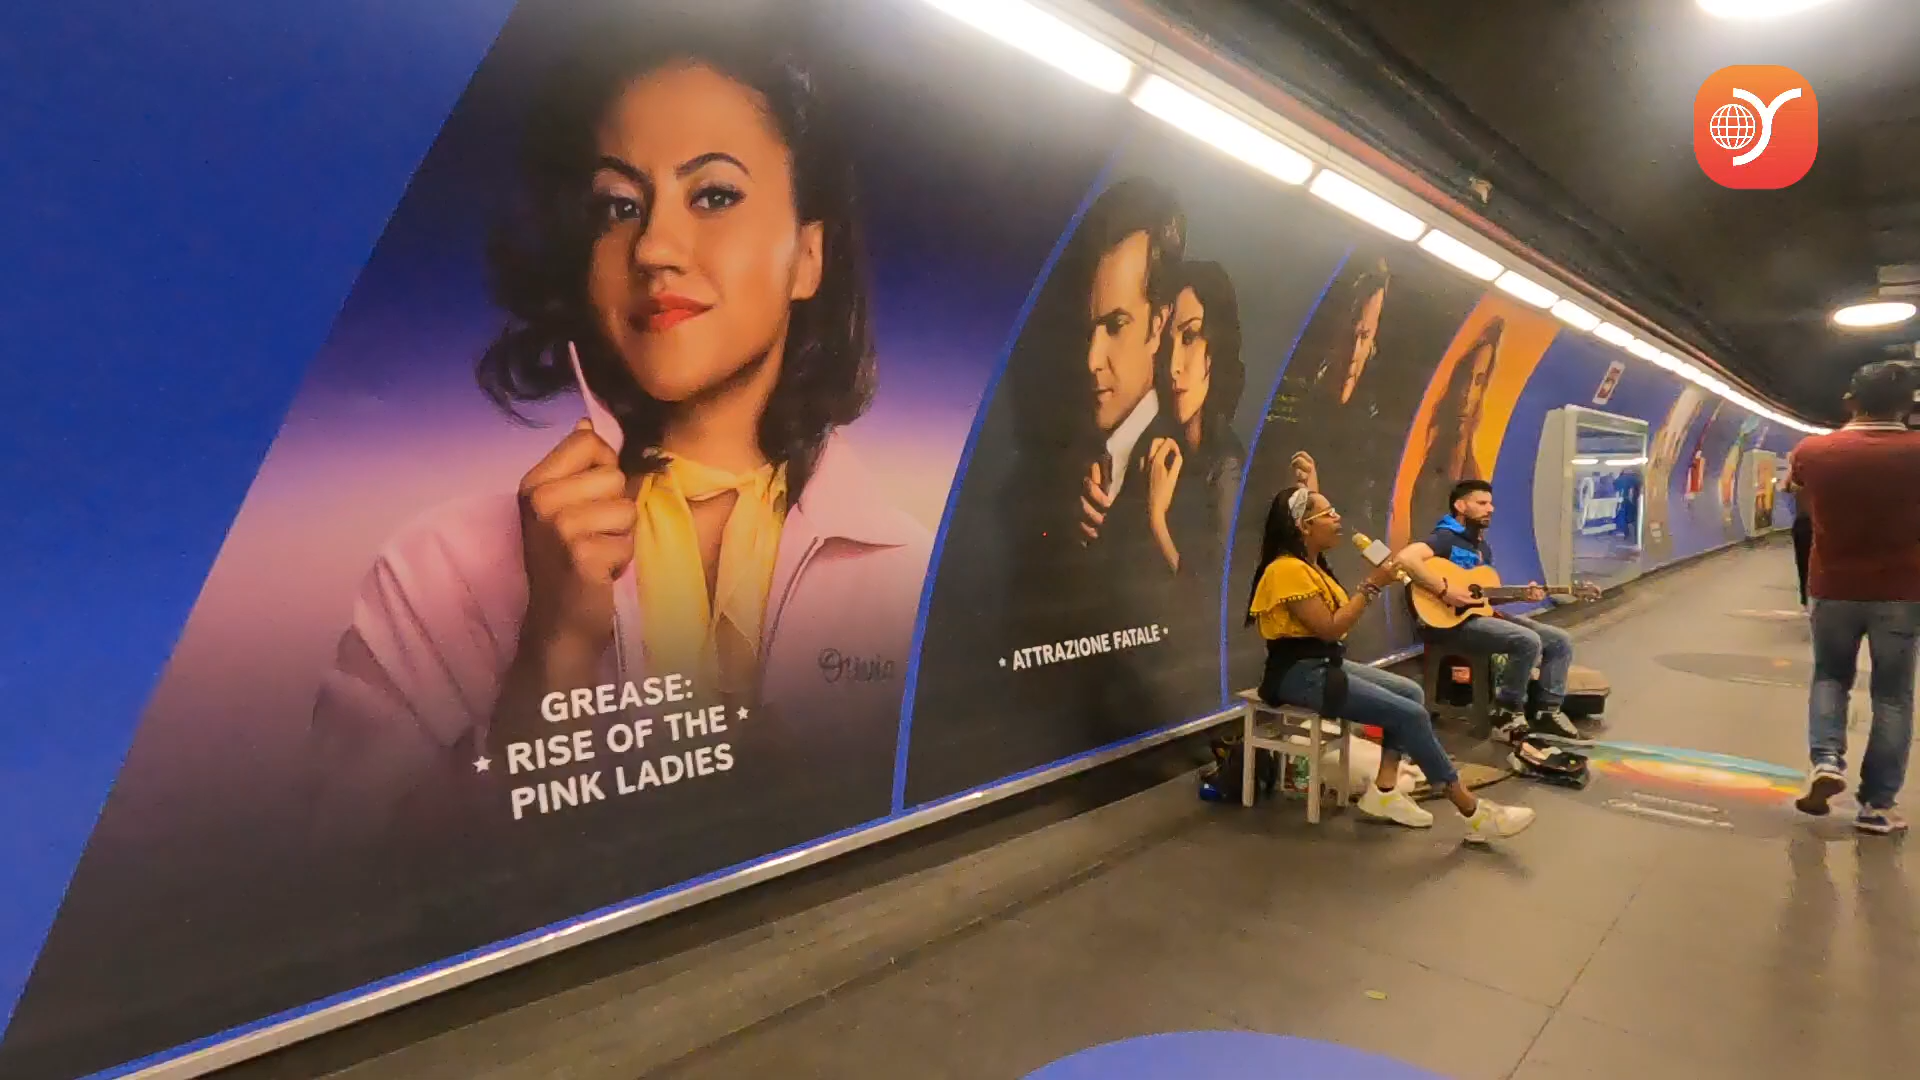 GREASE:
* RISE OF THE *
PINK LADIES
Olivia
* ATTRAZIONE FATALE *